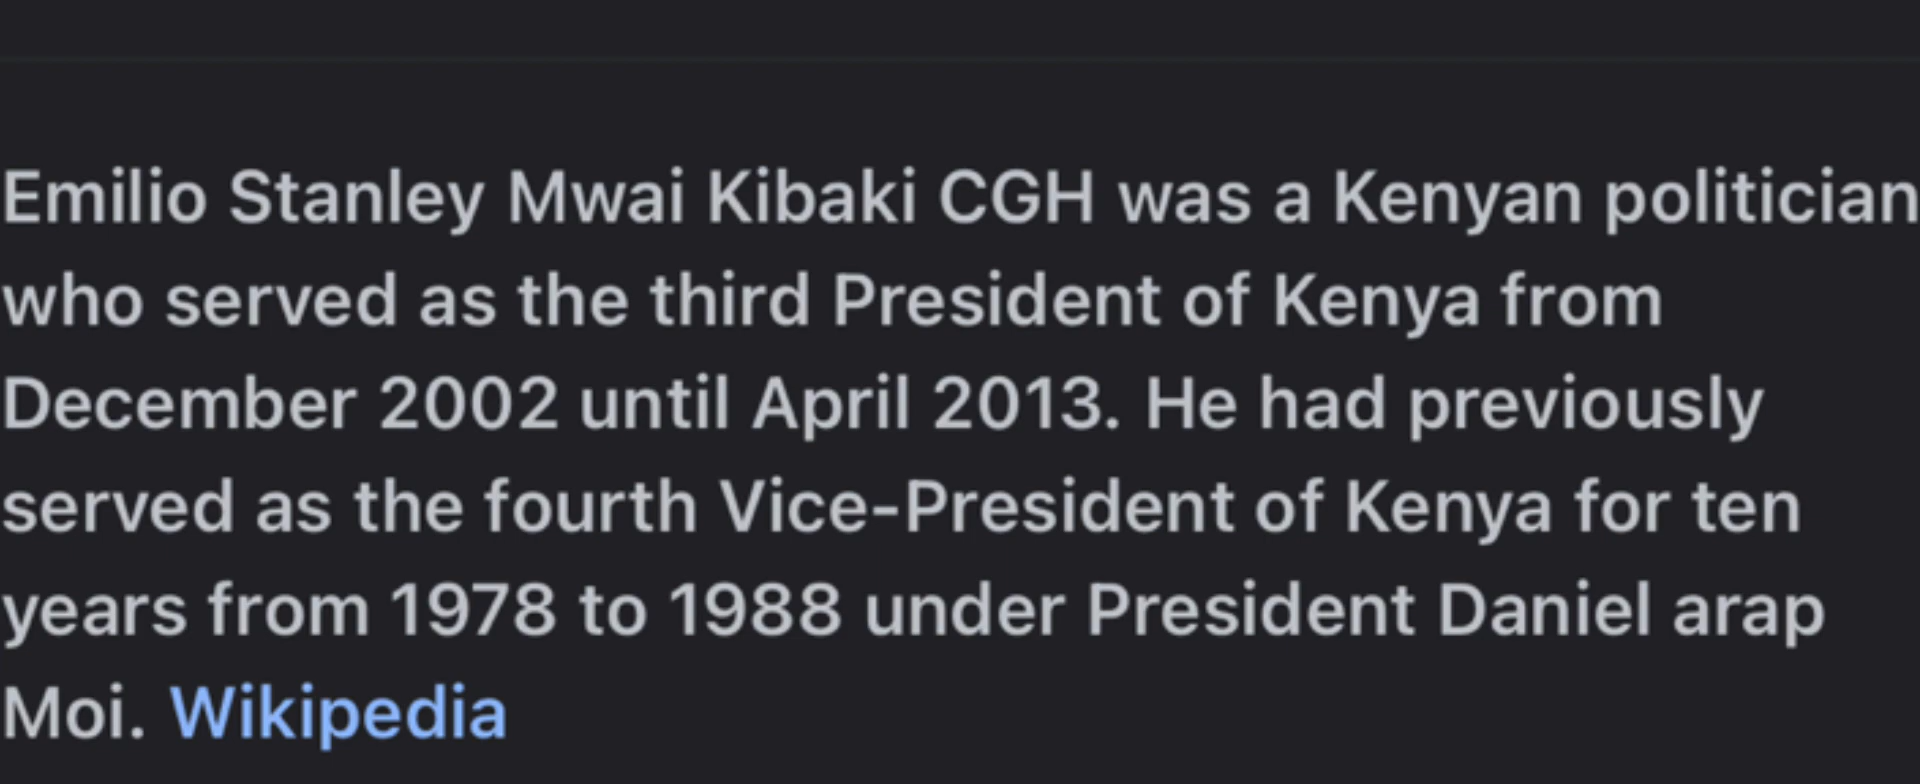 Emilio Stanley Mwai Kibaki CGH was a Kenyan politician
who served as the third President of Kenya from
December 2002 until April 2013. He had previously
served as the fourth Vice-President of Kenya for ten
years from 1978 to 1988 under President Daniel arap
Moi. Wikipedia